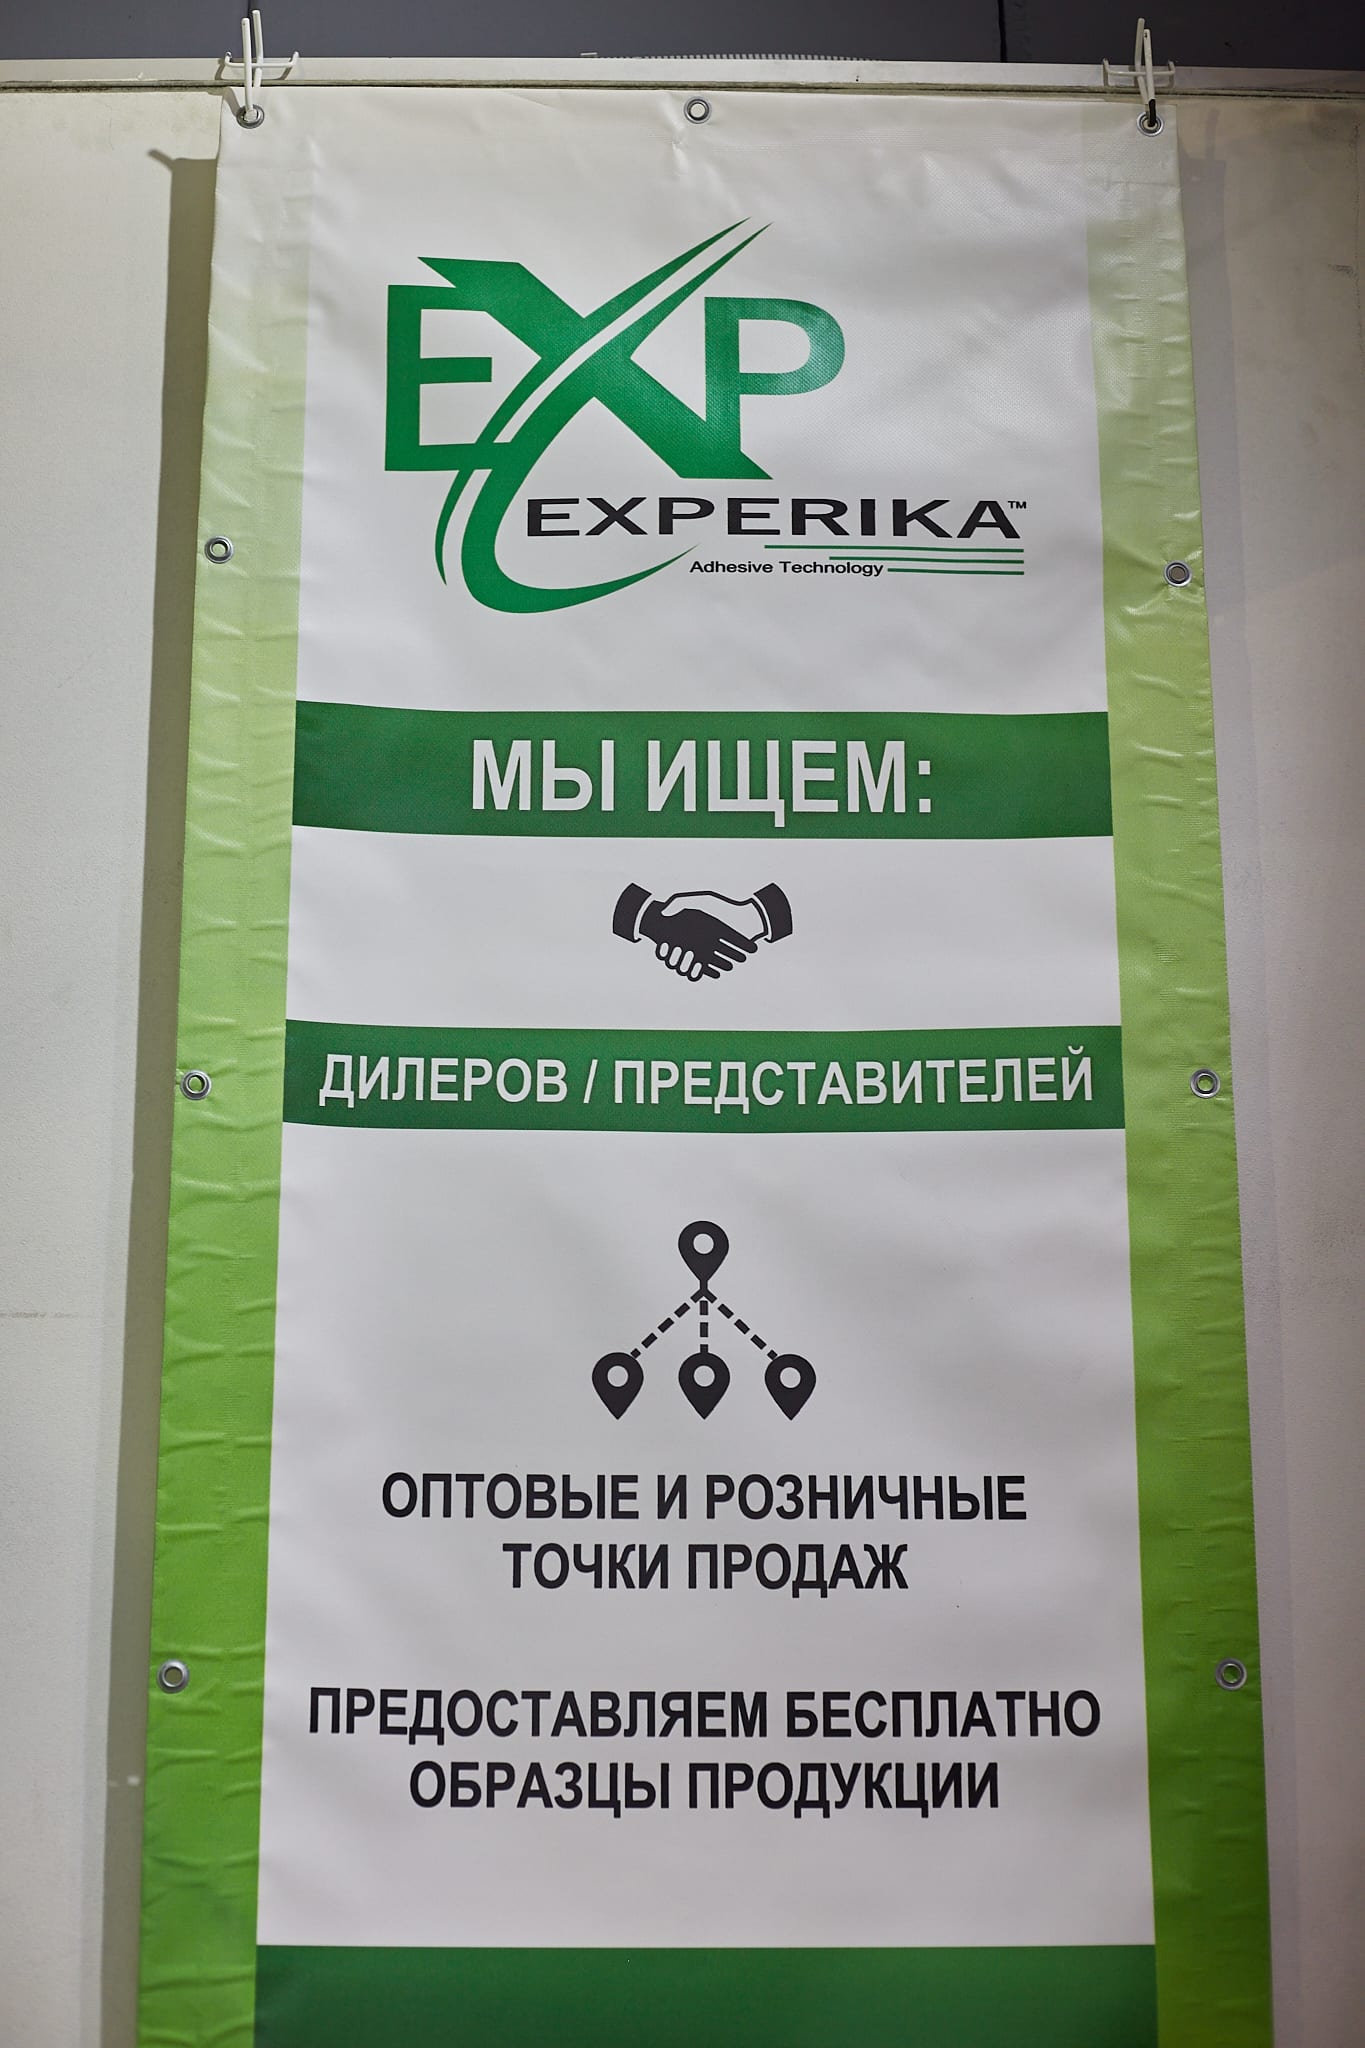 EXP
EXPERIKA™
Adhesive Technology
МЫ ИЩЕМ:
ДИЛЕРОВ / ПРЕДСТАВИТЕЛЕЙ
ОПТОВЫЕ И РОЗНИЧНЫЕ
ТОЧКИ ПРОДАЖ
ПРЕДОСТАВЛЯЕМ БЕСПЛАТНО
ОБРАЗЦЫ ПРОДУКЦИИ